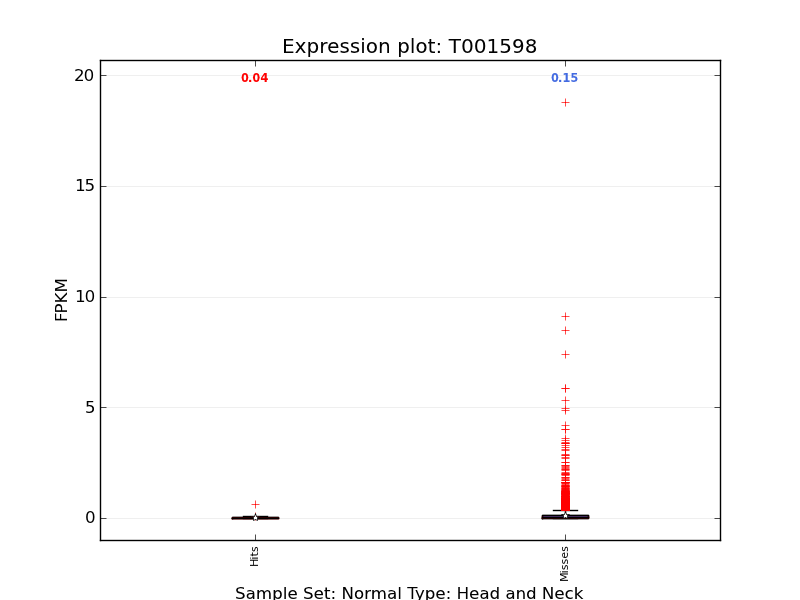 Expression plot: T001598
20
0.04
0.15
15
10
FPKM
5
0
Hits
Misses
Sample Set: Normal Type: Head and Neck